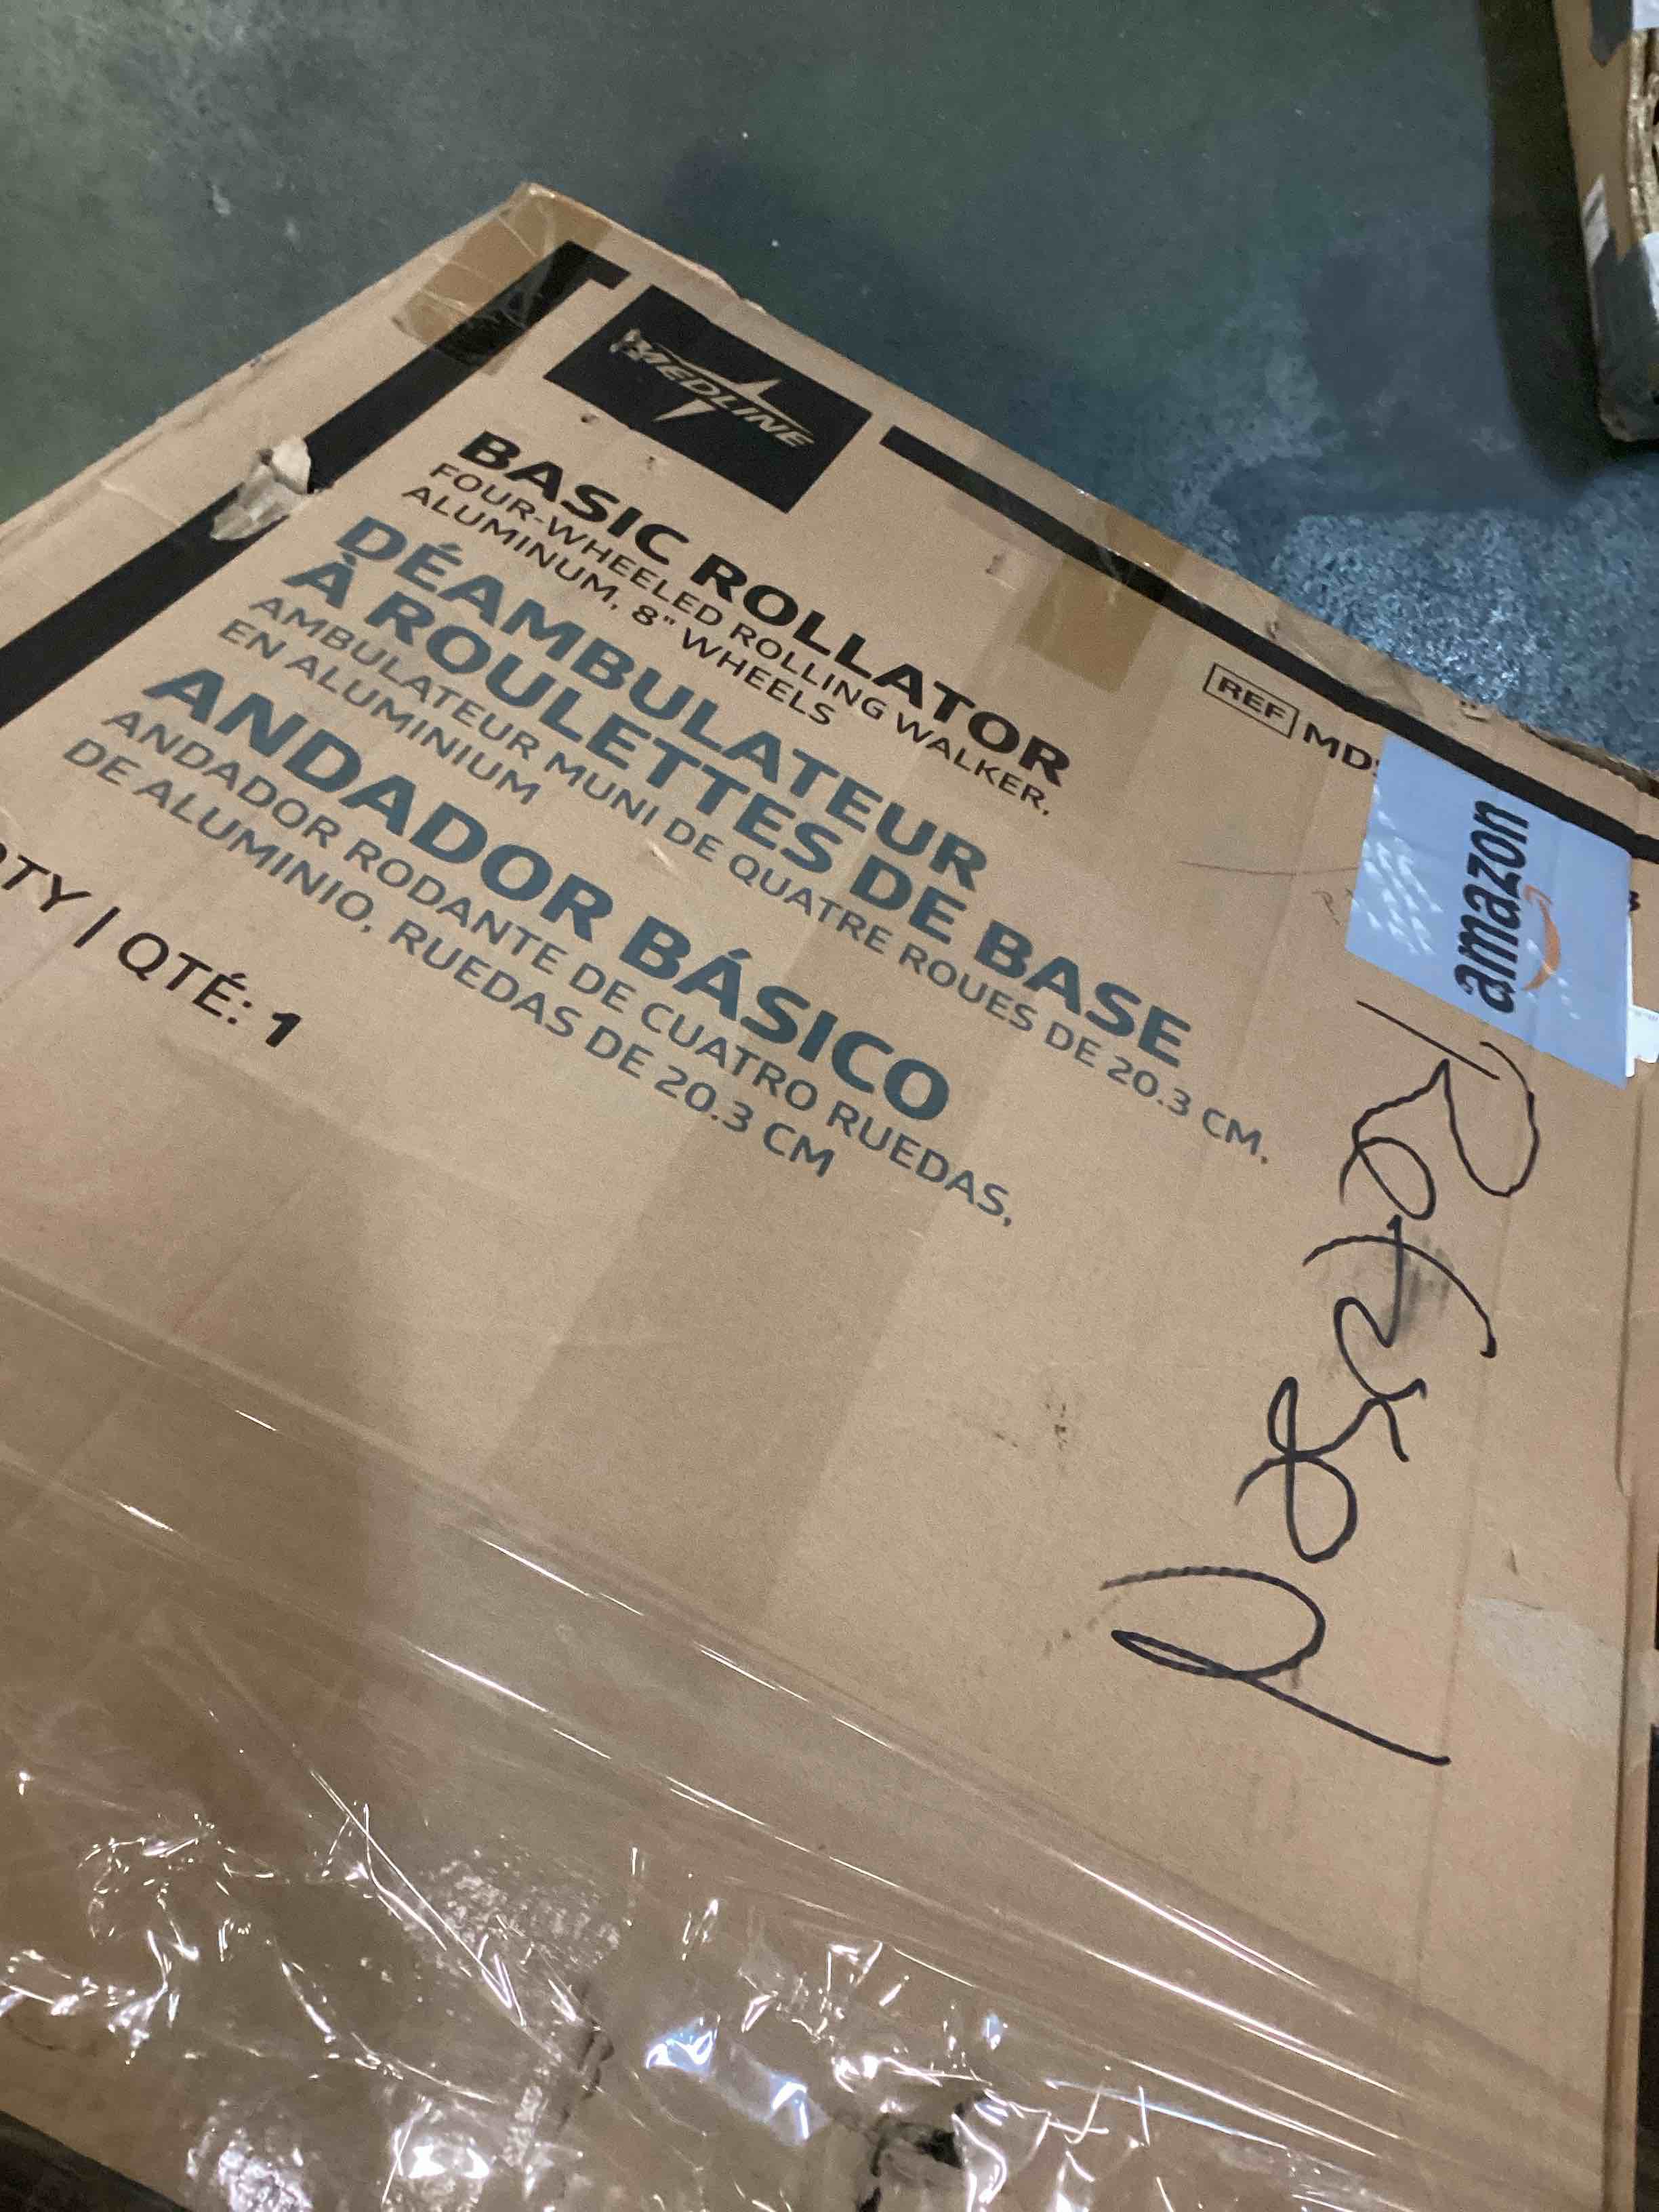 MEDLINE
BASIC ROLLATOR
FOUR-WHEELED ROLLING WALKER.
ALUMINUM, 8" WHEELS
DÉAMBULATEUR
À ROULETTES DE BASE
AMBULATEUR MUNI DE QUATRE ROUES DE 20.3 CM.
EN ALUMINIUM
ANDADOR BÁSICO
ANDADOR RODANTE DE CUATRO RUEDAS,
DE ALUMINIO, RUEDAS DE 20.3 CM
QTÉ: 1
REF
amazon